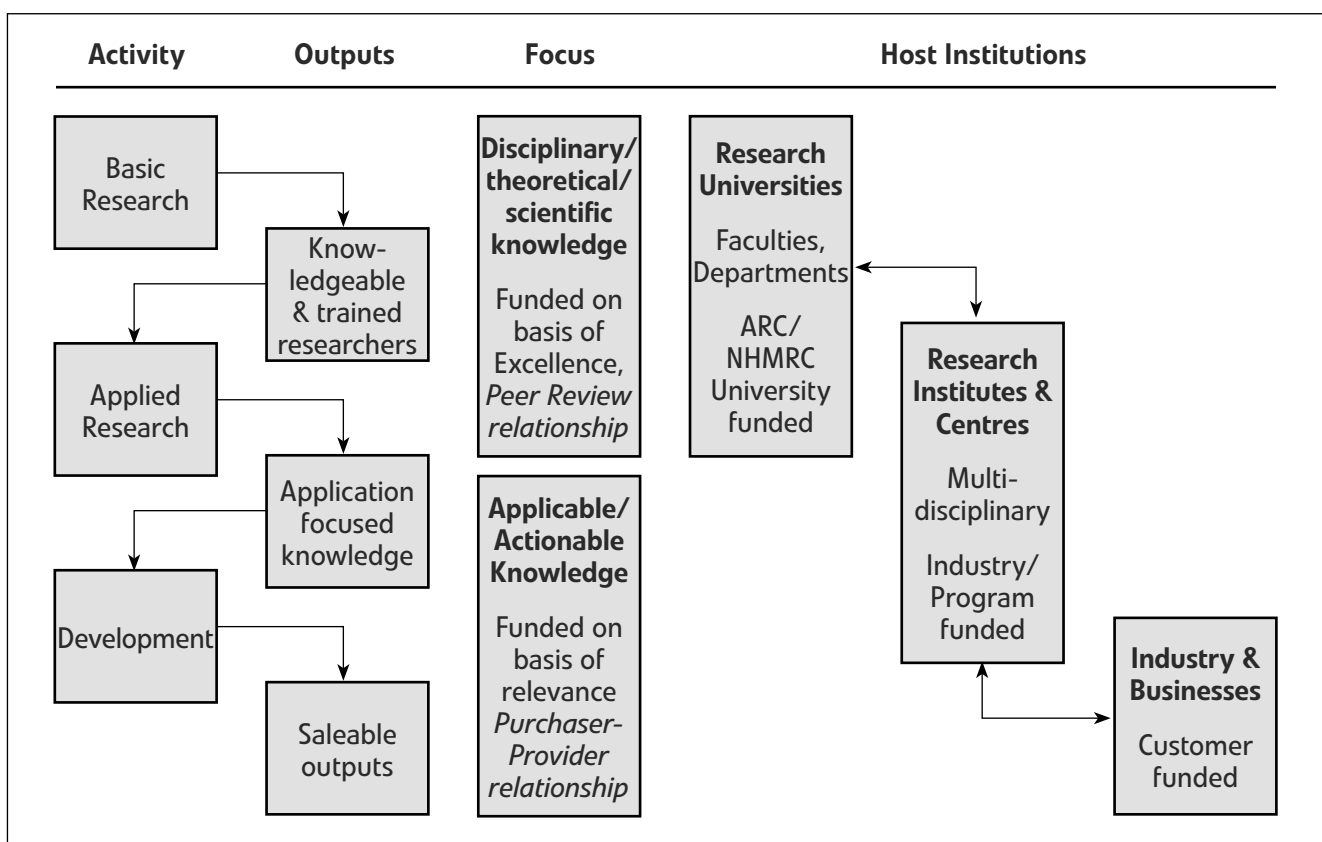 Activity
Outputs
Focus
Host Institutions
Basic
Research
Know-
ledgeable
& trained
researchers
Applied
Research
Application
focused
knowledge
Development
Saleable
outputs
Disciplinary/
theoretical/
scientific
knowledge
Funded on
basis of
Excellence,
Peer Review
relationship
Applicable/
Actionable
Knowledge
Funded on
basis of
relevance
Purchaser-
Provider
relationship
Research
Universities
Faculties,
Departments
ARC/
NHMRC
University
funded
Research
Institutes &
Centres
Multi-
disciplinary
Industry/
Program
funded
Industry &
Businesses
Customer
funded